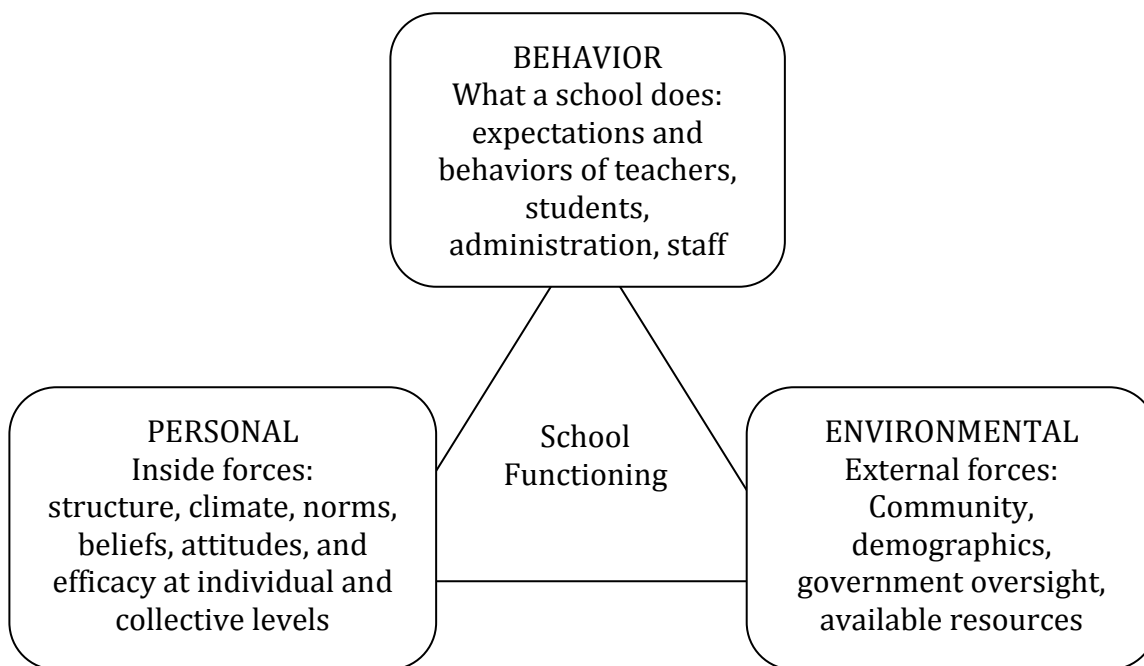 BEHAVIOR
What a school does:
expectations and
behaviors of teachers,
students,
administration, staff
PERSONAL
Inside forces:
structure, climate, norms,
beliefs, attitudes, and
efficacy at individual and
collective levels
School
Functioning
ENVIRONMENTAL
External forces:
Community,
demographics,
government oversight,
available resources